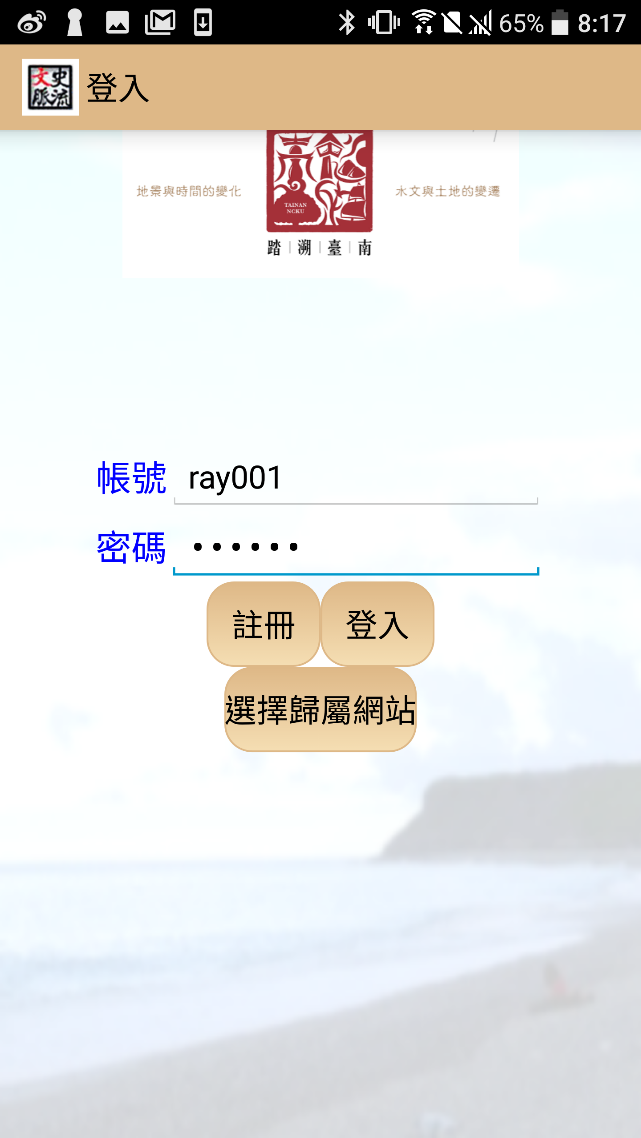 65% 8:17
文史
脈流
登入
地景與時間的變化
水文與土地的變遷
TAINAN
NCKU
踏 | 溯 | 臺 | 南
帳號 ray001
密碼 ••••••
註冊 登入
選擇歸屬網站